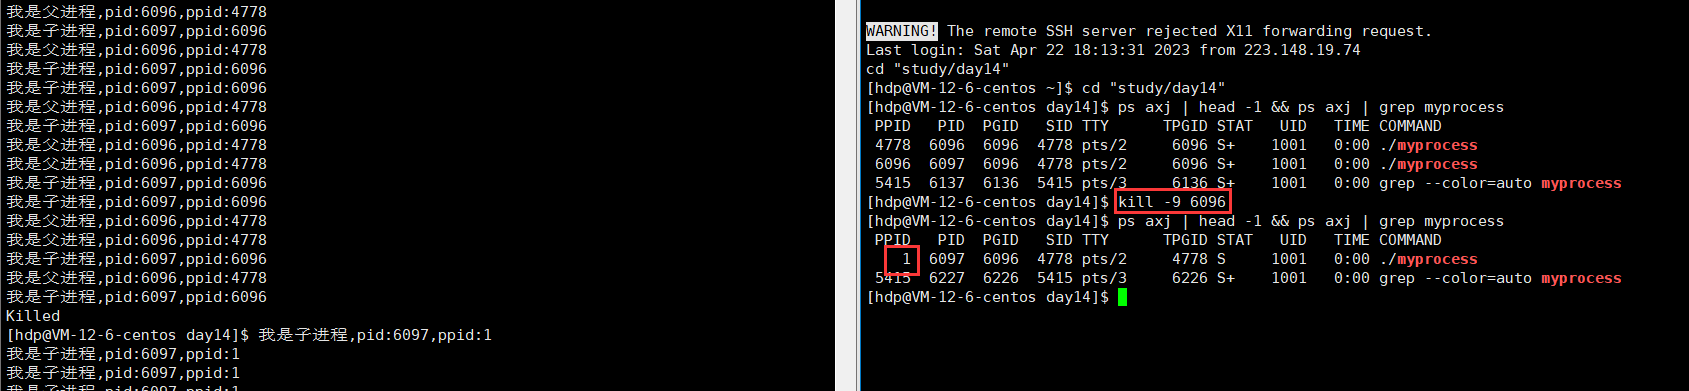 我是父进程,pid:6096,ppid:4778
我是子进程,pid:6097,ppid:6096
我是父进程,pid:6096,ppid:4778
我是子进程,pid:6097,ppid:6096
我是子进程,pid:6097,ppid:6096
我是父进程,pid:6096,ppid:4778
我是子进程,pid:6097,ppid:6096
我是父进程,pid:6096,ppid:4778
我是父进程,pid:6096,ppid:4778
我是子进程,pid:6097,ppid:6096
我是子进程,pid:6097,ppid:6096
我是父进程,pid:6096,ppid:4778
我是父进程,pid:6096,ppid:4778
我是子进程,pid:6097,ppid:6096
我是父进程,pid:6096,ppid:4778
我是子进程,pid:6097,ppid:6096
Killed
[hdp@VM-12-6-centos day14]$ 我是子进程,pid:6097,ppid:1
我是子进程,pid:6097,ppid:1
我是子进程,pid:6097,ppid:1
我是子进程,pid:6097,ppid:1
WARNING! The remote SSH server rejected X11 forwarding request.
Last login: Sat Apr 22 18:13:31 2023 from 223.148.19.74
cd "study/day14"
[hdp@VM-12-6-centos ~]$ cd "study/day14"
[hdp@VM-12-6-centos day14]$ ps axj | head -1 && ps axj | grep myprocess
PPID PID PGID SID TTY TPGID STAT UID TIME COMMAND
4778 6096 6096 4778 pts/2 6096 S+ 1001 0:00 ./myprocess
6096 6097 6096 4778 pts/2 6096 S+ 1001 0:00 ./myprocess
5415 6137 6136 5415 pts/3 6136 S+ 1001 0:00 grep --color=auto myprocess
[hdp@VM-12-6-centos day14]$ kill -9 6096
[hdp@VM-12-6-centos day14]$ ps axj | head -1 && ps axj | grep myprocess
PPID PID PGID SID TTY TPGID STAT UID TIME COMMAND
1 6097 6096 4778 pts/2 4778 S 1001 0:00 ./myprocess
5415 6227 6226 5415 pts/3 6226 S+ 1001 0:00 grep --color=auto myprocess
[hdp@VM-12-6-centos day14]$